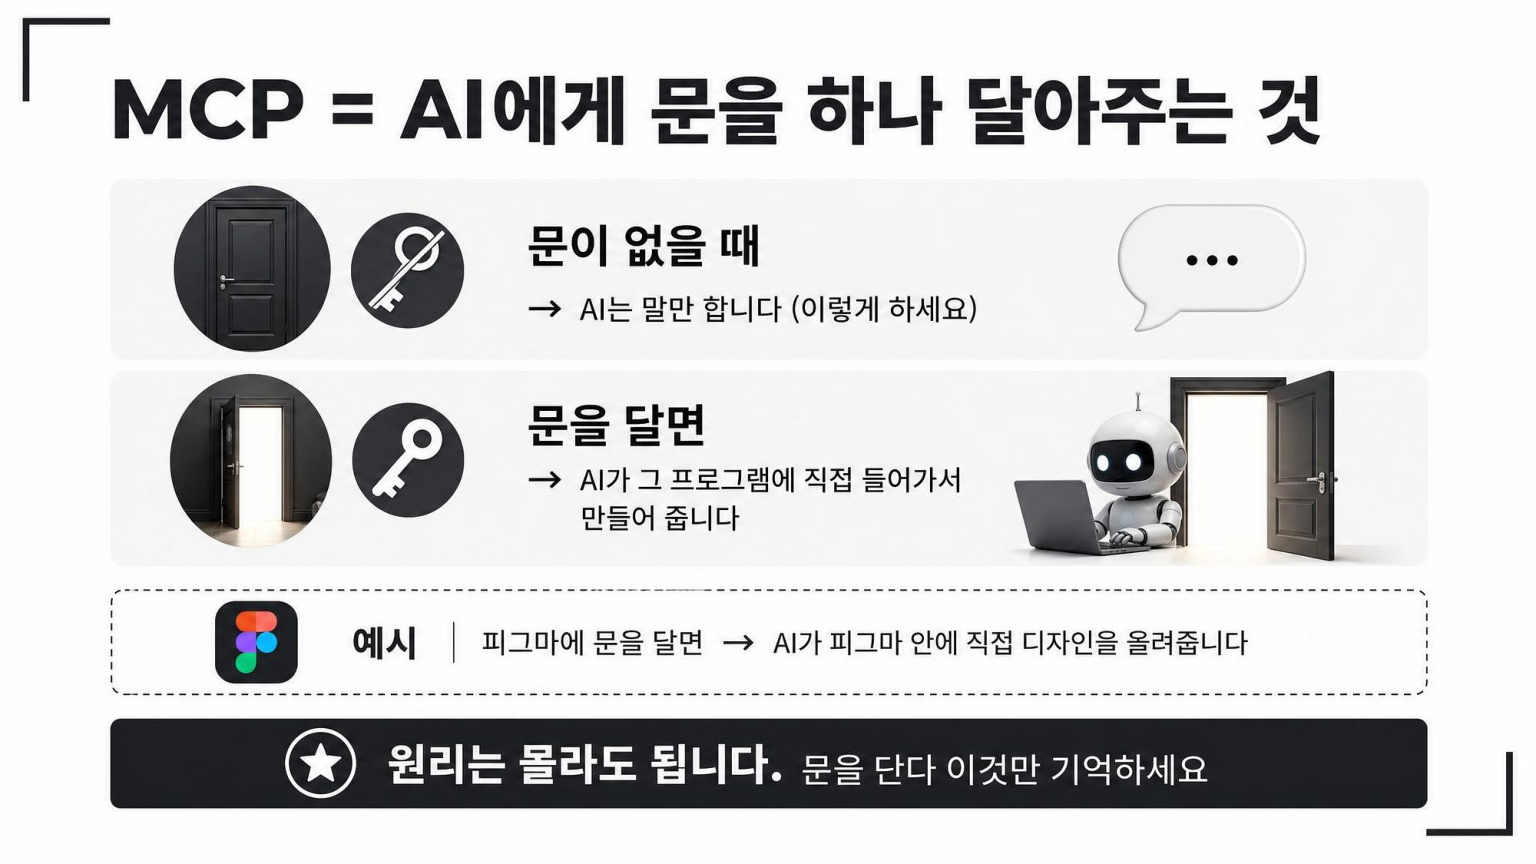 MCP = AI에게 문을 하나 달아주는 것
문이 없을 때
→ AI는 말만 합니다 (이렇게 하세요)
문을 달면
→ AI가 그 프로그램에 직접 들어가서
만들어 줍니다
예시 | 피그마에 문을 달면 → AI가 피그마 안에 직접 디자인을 올려줍니다
원리는 몰라도 됩니다. 문을 단다 이것만 기억하세요